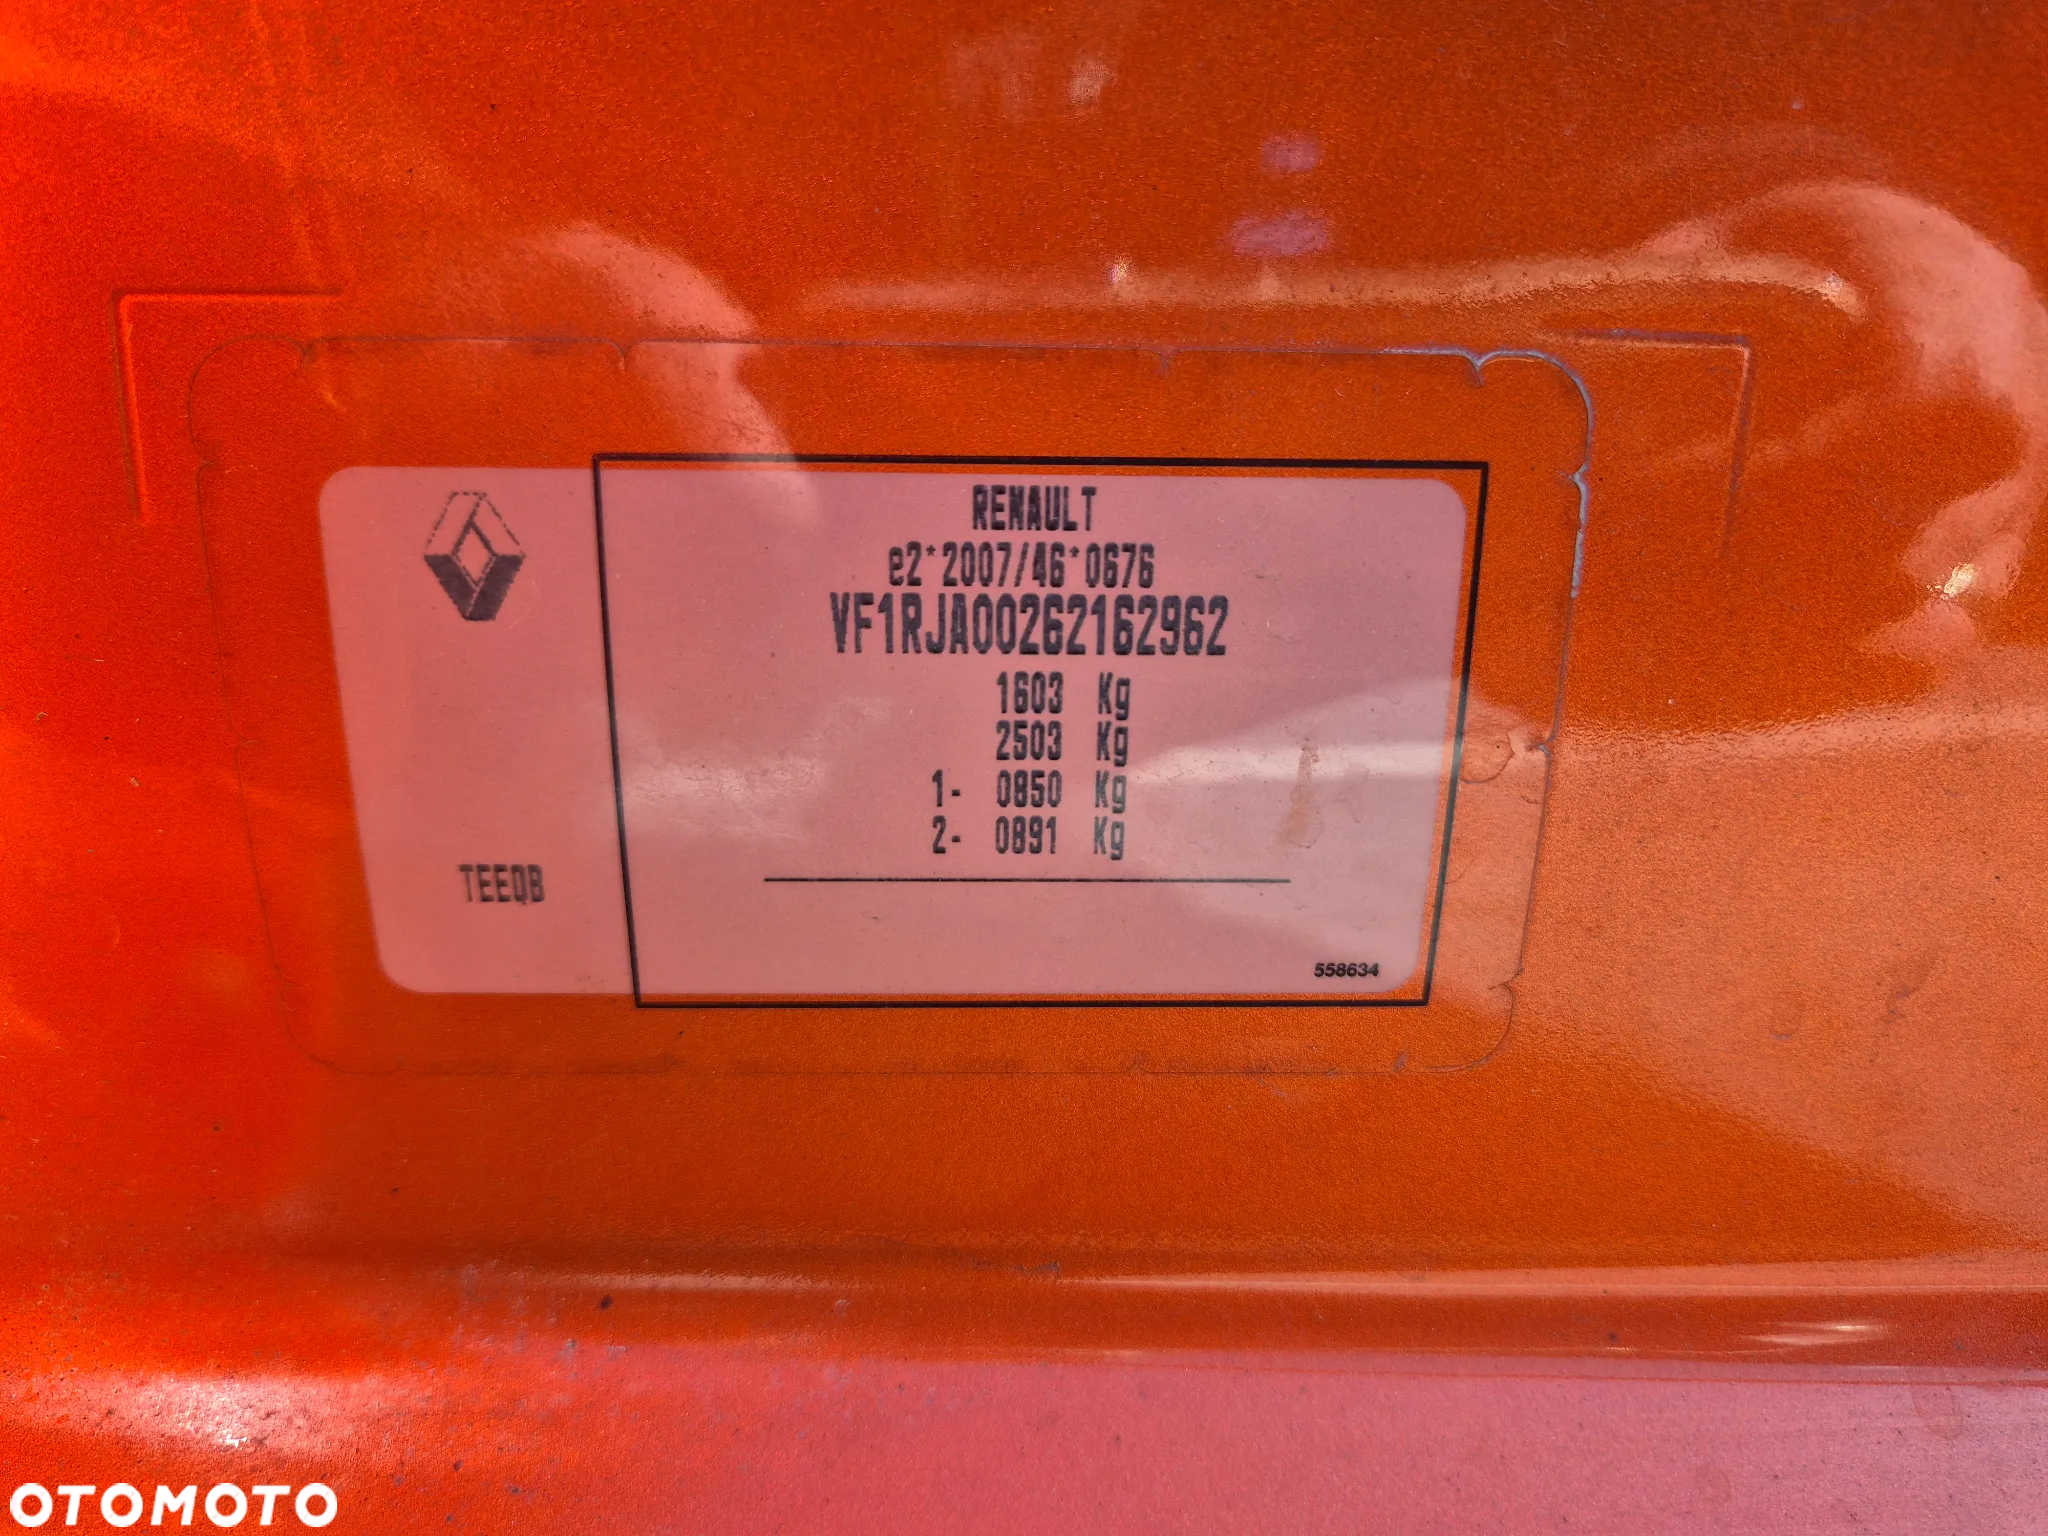 RENAULT
e2*2007/46*0676
VF1RJA00262162962
1603 Kg
2503 Kg
1- 0850 Kg
2- 0891 Kg
TEEQB
558634
OTOMOTO